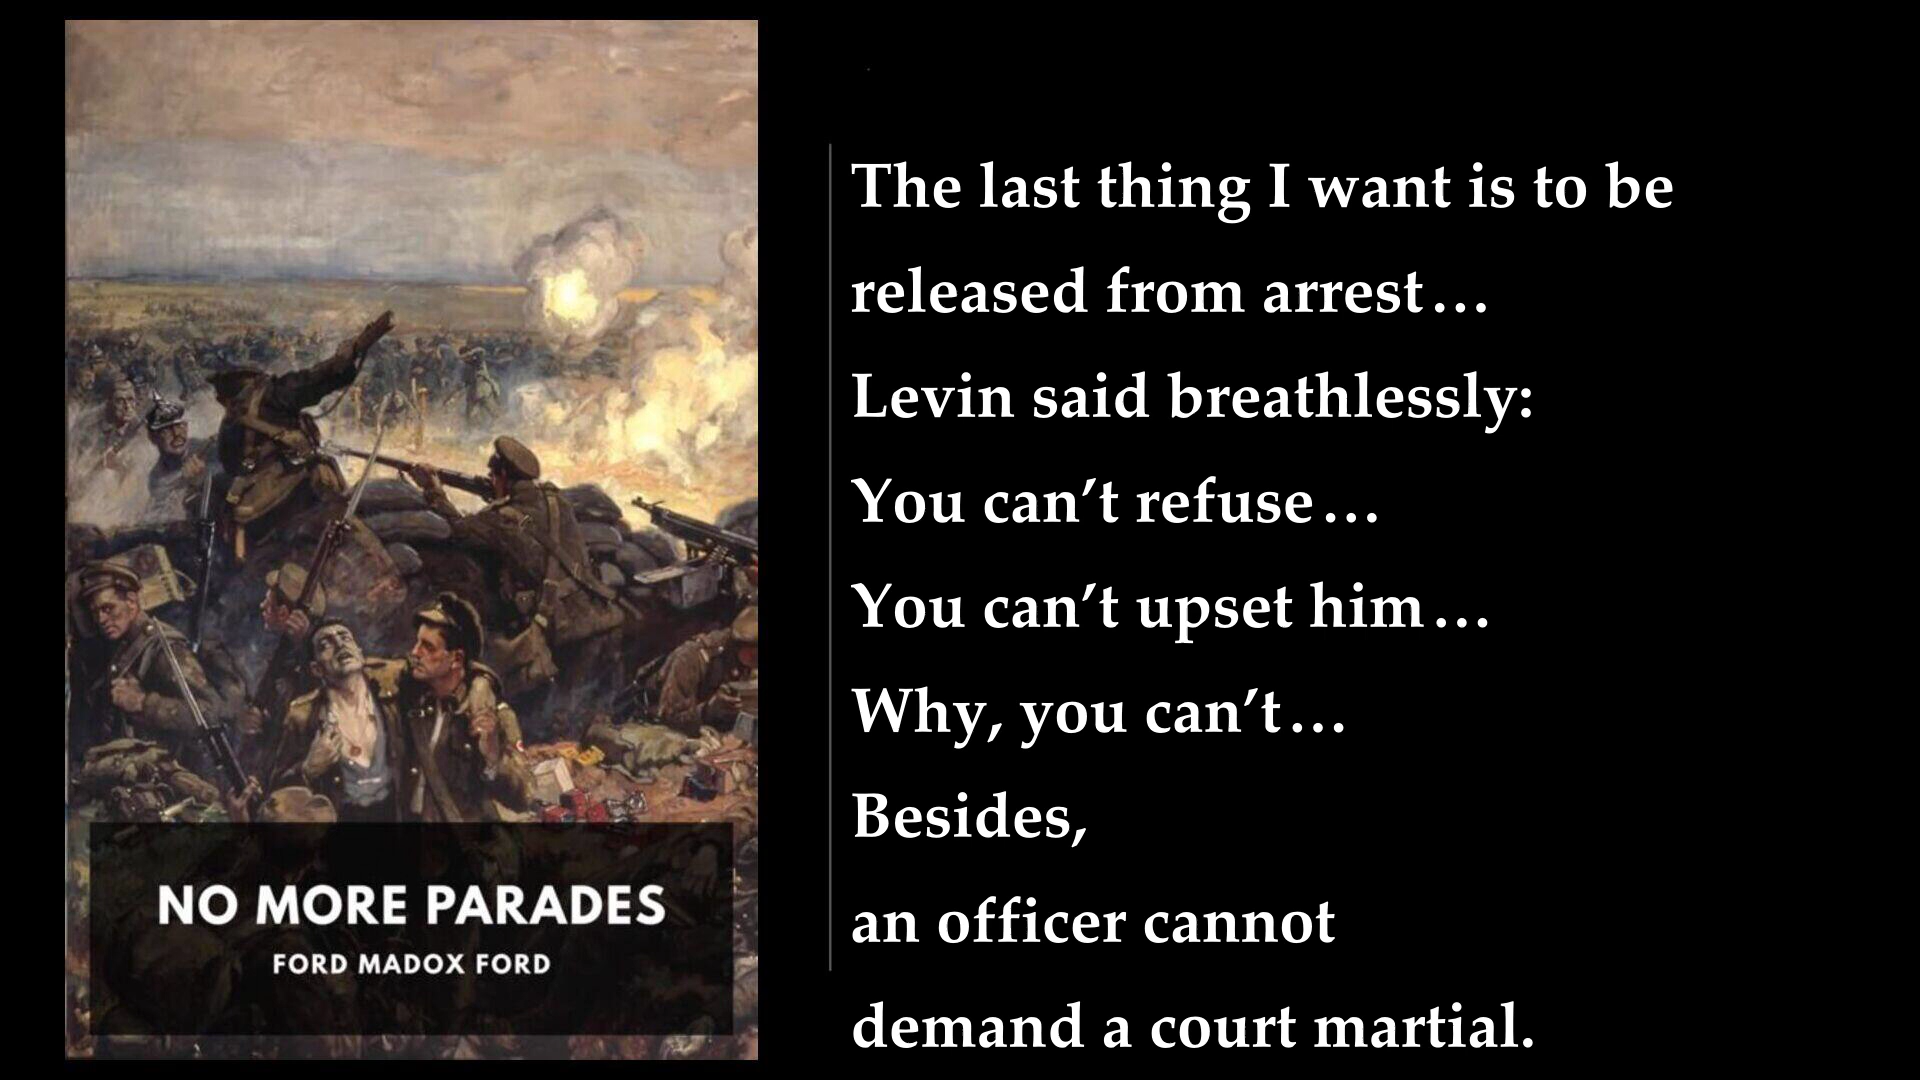 NO MORE PARADES
FORD MADOX FORD
The last thing I want is to be
released from arrest…
Levin said breathlessly:
You can’t refuse…
You can’t upset him…
Why, you can’t…
Besides,
an officer cannot
demand a court martial.